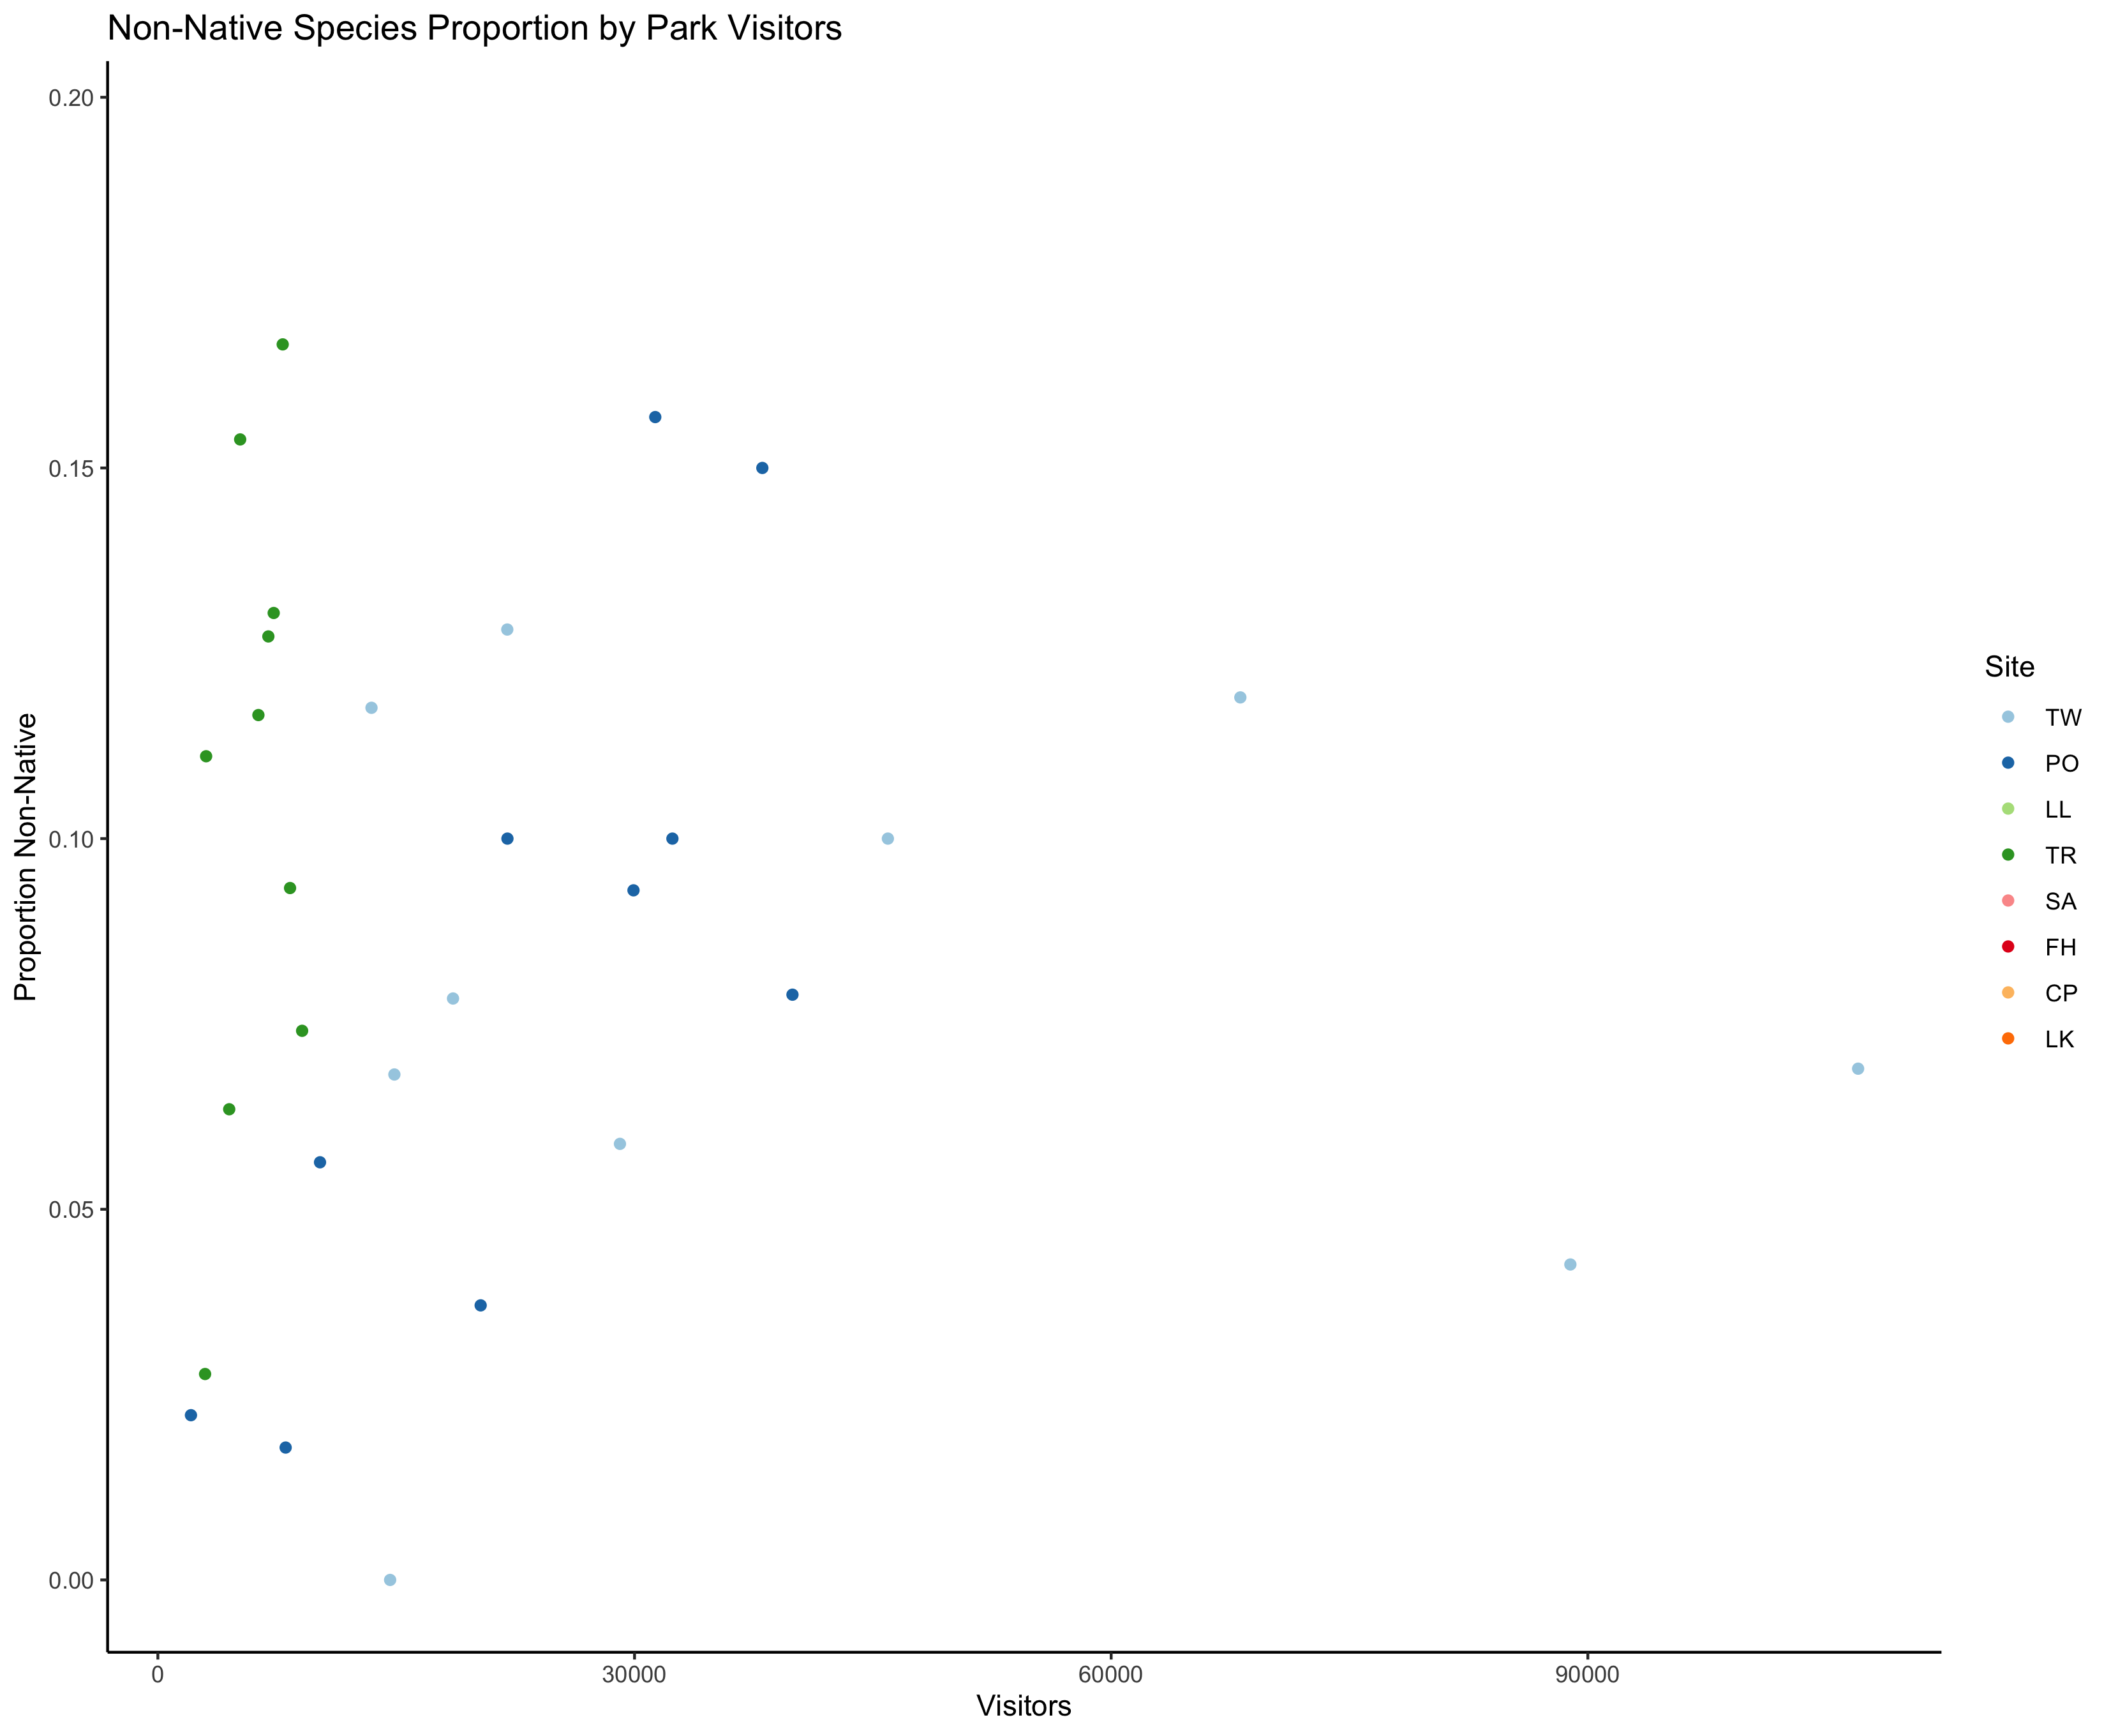 Non-Native Species Proportion by Park Visitors
0.20
0.15
0.10
0.05
0.00
Proportion Non-Native
0
30000
60000
90000
Visitors
Site
TW
PO
LL
TR
SA
FH
CP
LK